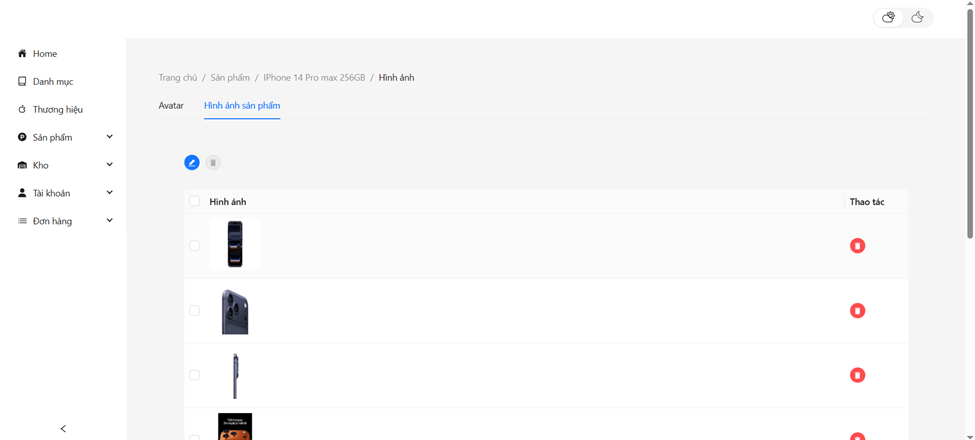 Home
Danh mục
Thương hiệu
Sản phẩm
Kho
Tài khoản
Đơn hàng
Trang chủ / Sản phẩm / IPhone 14 Pro max 256GB / Hình ảnh
Avatar Hình ảnh sản phẩm
Hình ảnh Thao tác